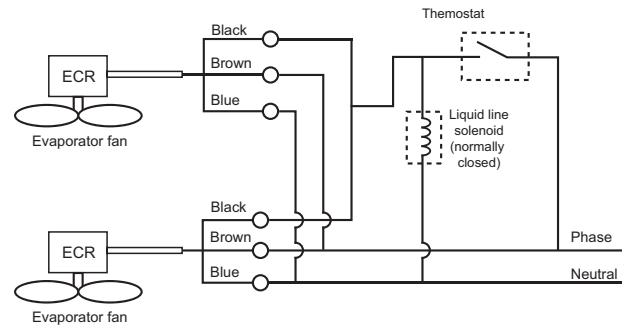 Themostat
Black
Brown
ECR
Blue
Evaporator fan
Liquid line
solenoid
(normally
closed)
Black
Brown
Phase
ECR
Blue
Neutral
Evaporator fan